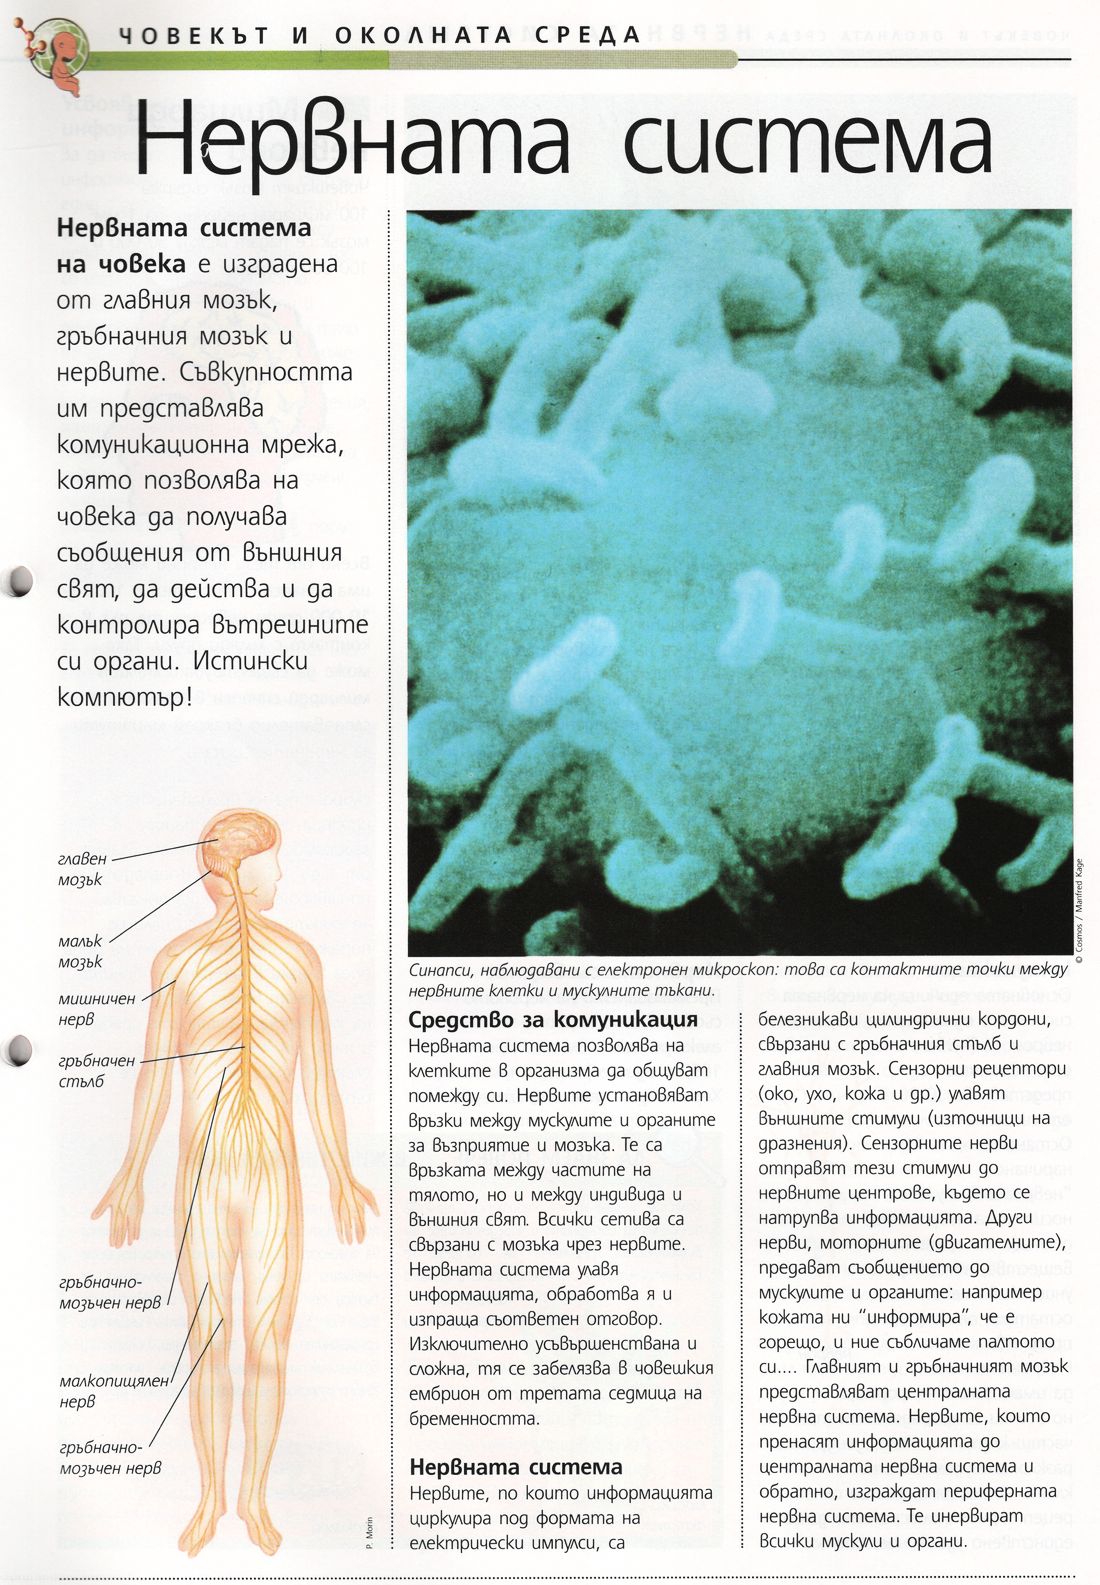 ЧОВЕКЪТ И ОКОЛНАТА СРЕДА
Нервната система
Нервната система
на човека е изградена
от главния мозък,
гръбначния мозък и
нервите. Съвкупността
им представлява
комуникационна мрежа,
която позволява на
човека да получава
съобщения от външния
свят, да действа и да
контролира вътрешните
си органи. Истински
компютър!
главен
мозък
малък
мозък
мишничен
нерв
гръбначен
стълб
гръбначно-
мозъчен нерв
малкопищялен
нерв
гръбначно-
мозъчен нерв
P. Morin
© Cosmos / Manfred Kage
Синапси, наблюдавани с електронен микроскоп: това са контактните точки между
нервните клетки и мускулните тъкани.
Средство за комуникация
Нервната система позволява на
клетките в организма да общуват
помежду си. Нервите установяват
връзки между мускулите и органите
за възприятие и мозъка. Те са
връзката между частите на
тялото, но и между индивида и
външния свят. Всички сетива са
свързани с мозъка чрез нервите.
Нервната система улавя
информацията, обработва я и
изпраща съответен отговор.
Изключително усъвършенствана и
сложна, тя се забелязва в човешкия
ембрион от третата седмица на
бременността.
Нервната система
Нервите, по които информацията
циркулира под формата на
електрически импулси, са
белезникави цилиндрични кордони,
свързани с гръбначния стълб и
главния мозък. Сензорни рецептори
(око, ухо, кожа и др.) улавят
външните стимули (източници на
дразнения). Сензорните нерви
отправят тези стимули до
нервните центрове, където се
натрупва информацията. Други
нерви, моторните (двигателните),
предават съобщението до
мускулите и органите: например
кожата ни “информира”, че е
горещо, и ние събличаме палтото
си.... Главният и гръбначният мозък
представляват централната
нервна система. Нервите, които
пренасят информацията до
централната нервна система и
обратно, изграждат периферната
нервна система. Те инервират
всички мускули и органи.